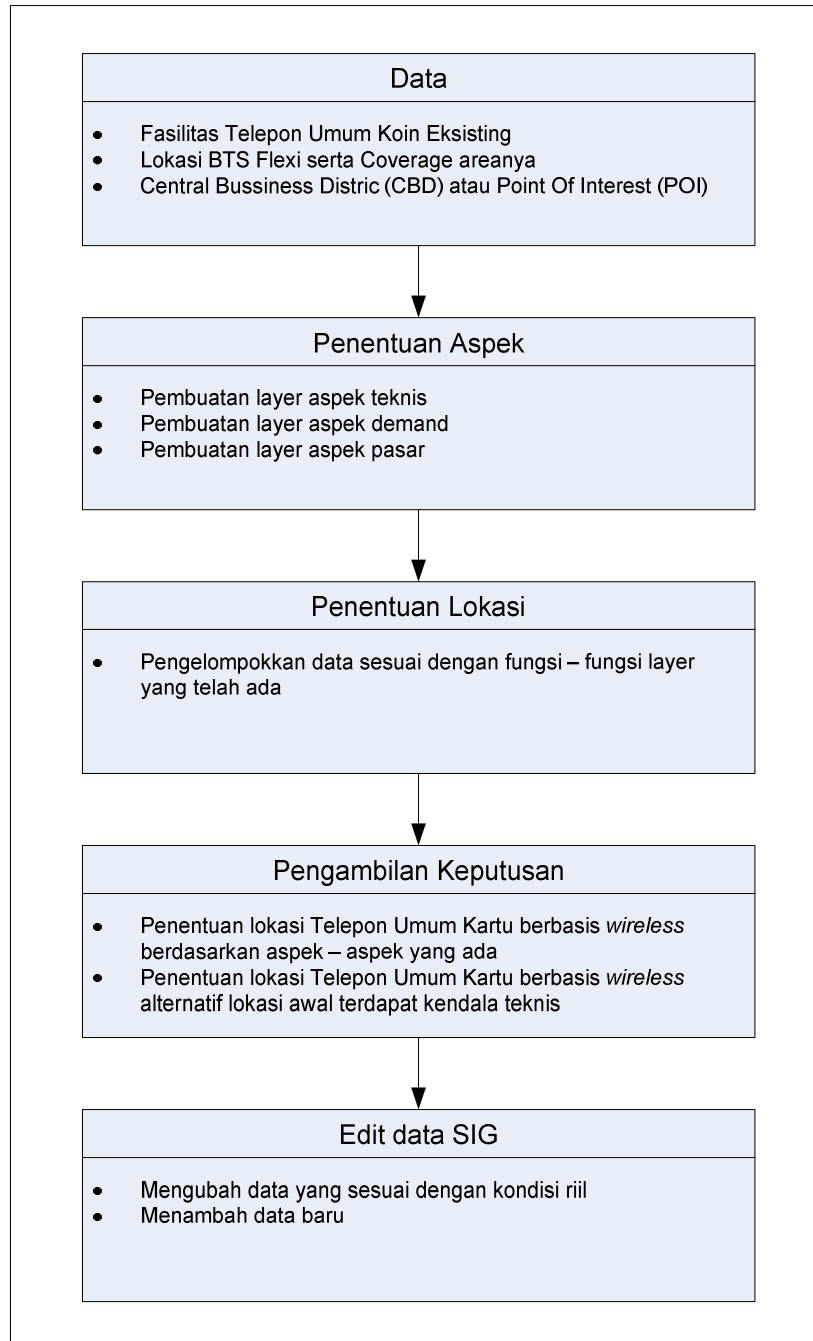 Data
• Fasilitas Telepon Umum Koin Eksisting
• Lokasi BTS Flexi serta Coverage areanya
• Central Bussiness Distric (CBD) atau Point Of Interest (POI)
Penentuan Aspek
• Pembuatan layer aspek teknis
• Pembuatan layer aspek demand
• Pembuatan layer aspek pasar
Penentuan Lokasi
• Pengelompokkan data sesuai dengan fungsi – fungsi layer
yang telah ada
Pengambilan Keputusan
• Penentuan lokasi Telepon Umum Kartu berbasis wireless
berdasarkan aspek – aspek yang ada
• Penentuan lokasi Telepon Umum Kartu berbasis wireless
alternatif lokasi awal terdapat kendala teknis
Edit data SIG
• Mengubah data yang sesuai dengan kondisi riil
• Menambah data baru